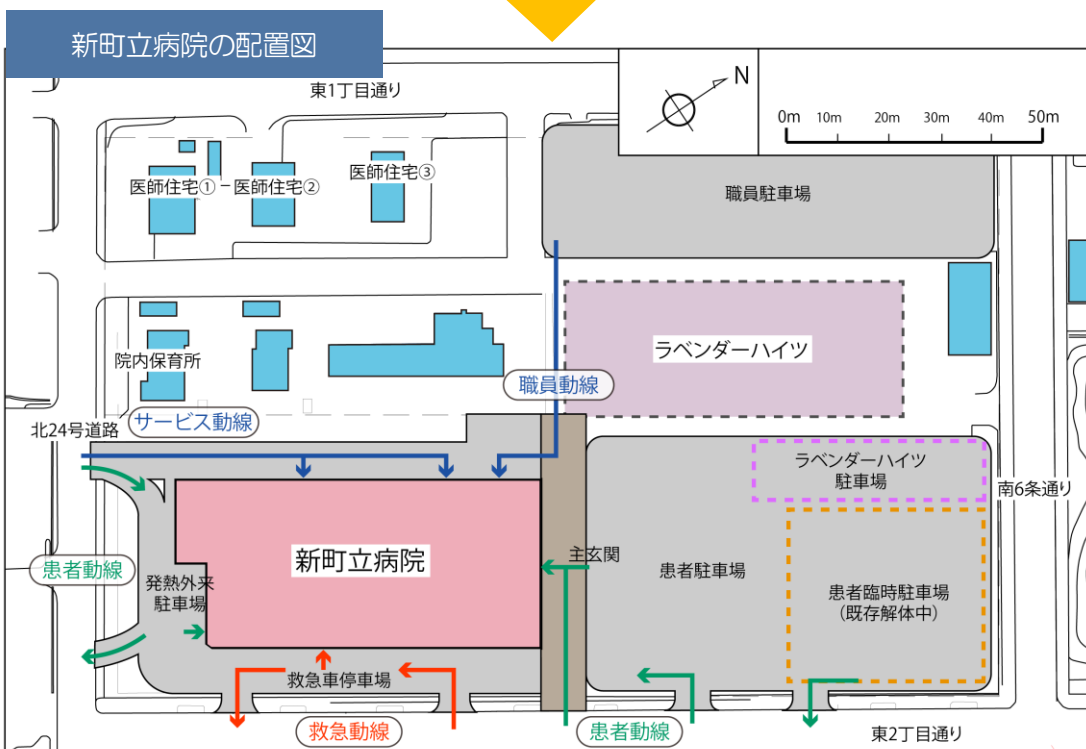 新町立病院の配置図
東1丁目通り
N
0m 10m 20m 30m 40m 50m
医師住宅①
医師住宅②
医師住宅③
職員駐車場
院内保育所
ラベンダーハイツ
職員動線
サービス動線
北24号道路
ラベンダーハイツ
駐車場
南6条通り
新町立病院
主玄関
患者駐車場
患者動線
発熱外来
駐車場
患者臨時駐車場
（既存解体中）
救急車停車場
救急動線
患者動線
東2丁目通り